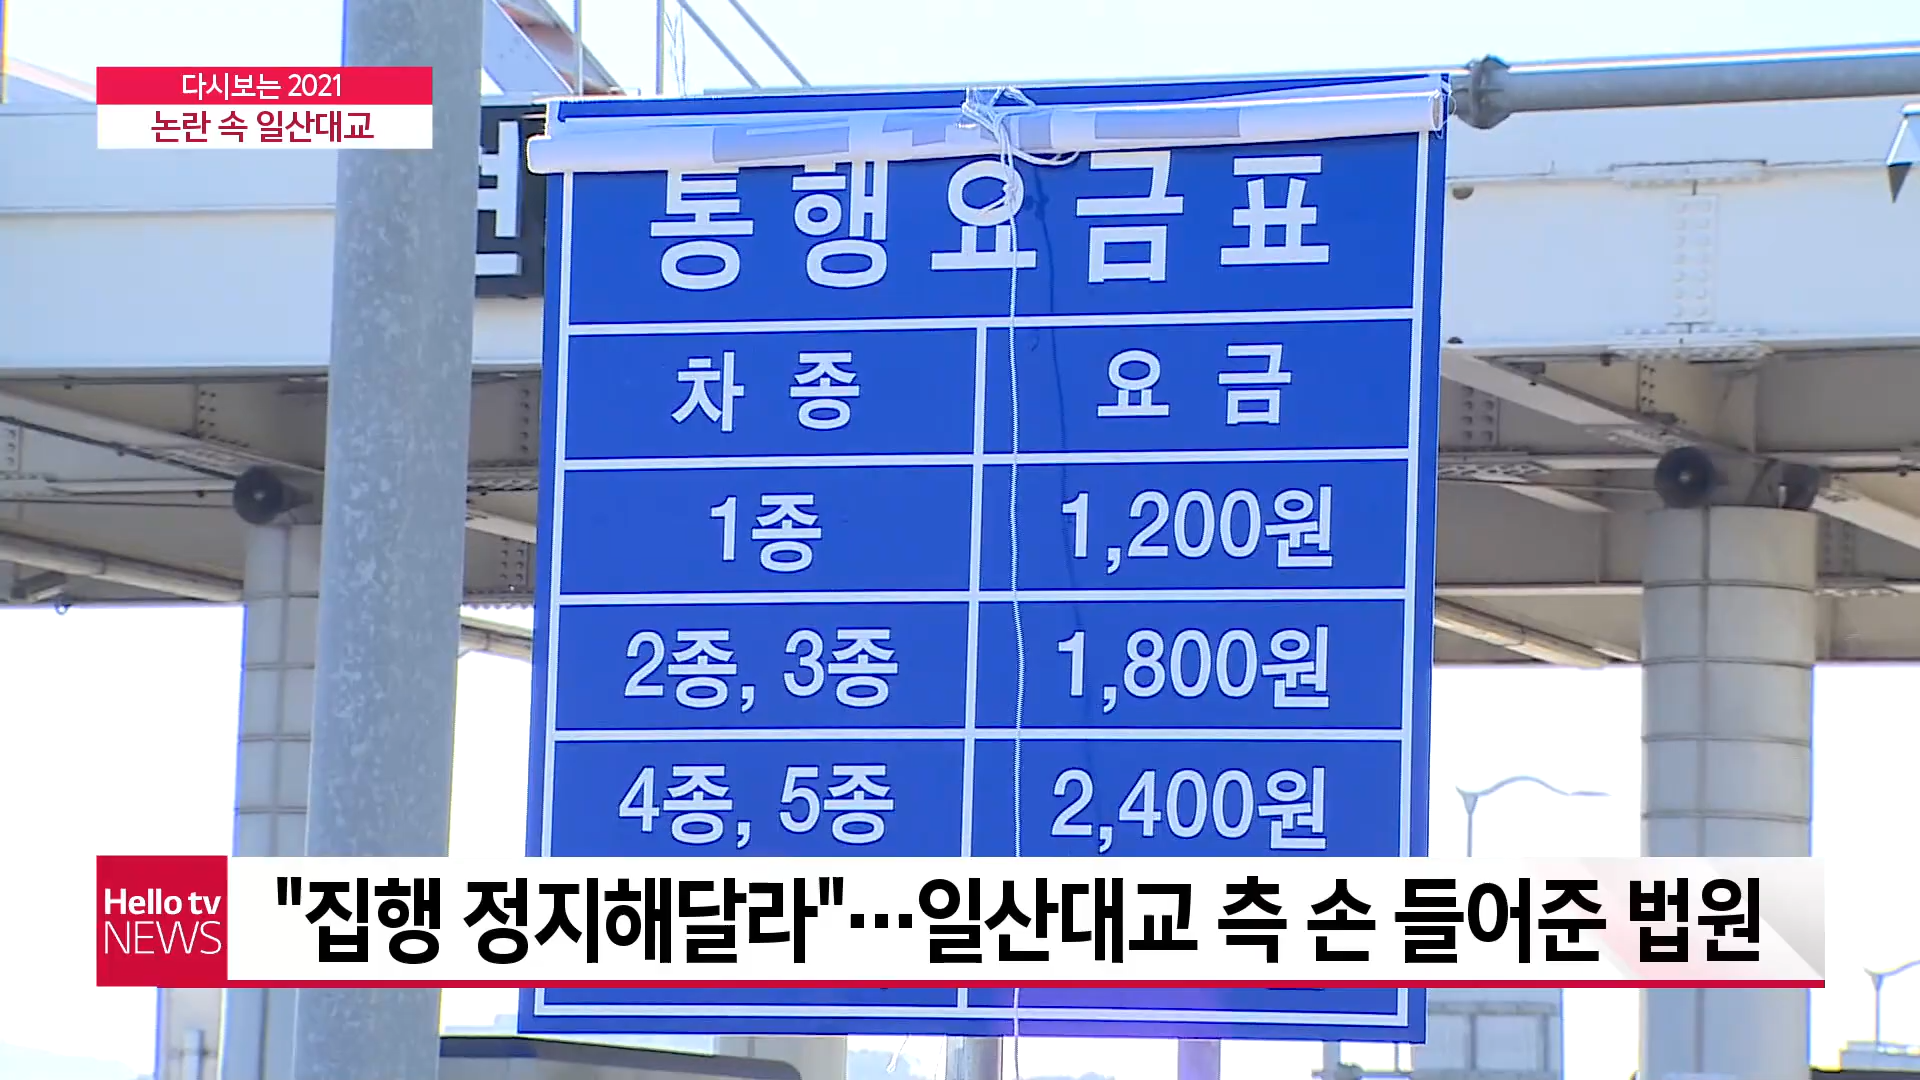 다시보는 2021
논란 속 일산대교
통행요금표
차 종 요 금
1종 1,200원
2종, 3종 1,800원
4종, 5종 2,400원
Hello tv
NEWS
"집행 정지해달라"…일산대교 측 손 들어준 법원